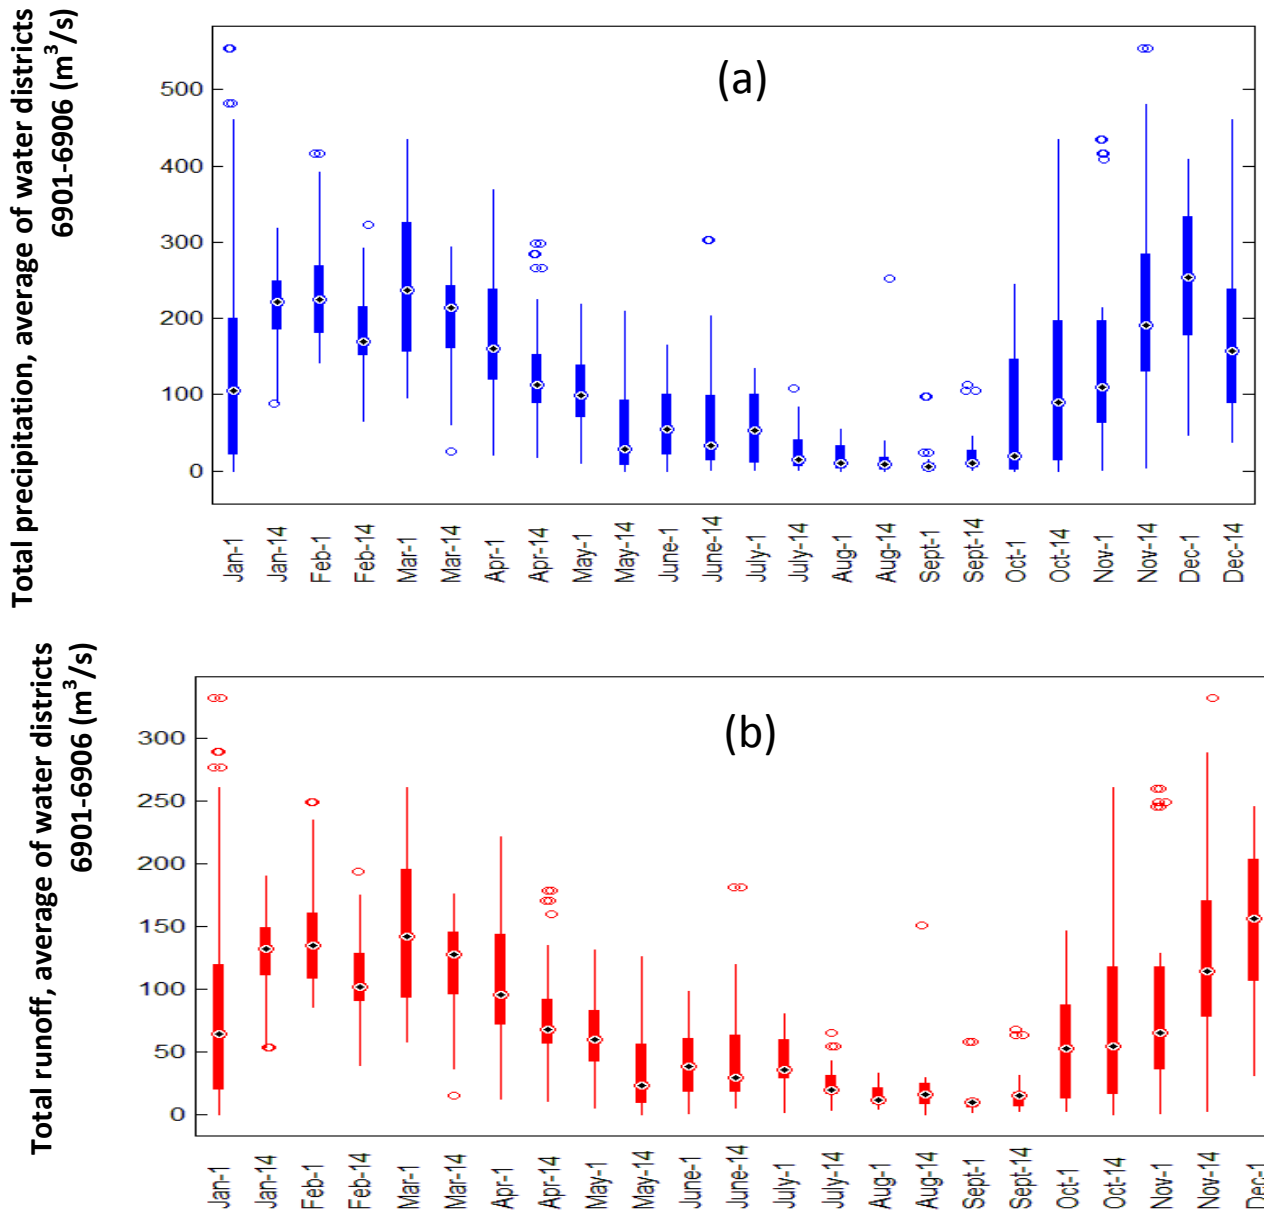 Total precipitation, average of water districts
6901-6906 (m³/s)
(a)
500
400
300
200
100
0
Jan-1
Jan-14
Feb-1
Feb-14
Mar-1
Mar-14
Apr-1
Apr-14
May-1
May-14
June-1
June-14
July-1
July-14
Aug-1
Aug-14
Sept-1
Sept-14
Oct-1
Oct-14
Nov-1
Nov-14
Dec-1
Dec-14
Total runoff, average of water districts
6901-6906 (m³/s)
(b)
300
250
200
150
100
50
0
Jan-1
Jan-14
Feb-1
Feb-14
Mar-1
Mar-14
Apr-1
Apr-14
May-1
May-14
June-1
June-14
July-1
July-14
Aug-1
Aug-14
Sept-1
Sept-14
Oct-1
Oct-14
Nov-1
Nov-14
Dec-1